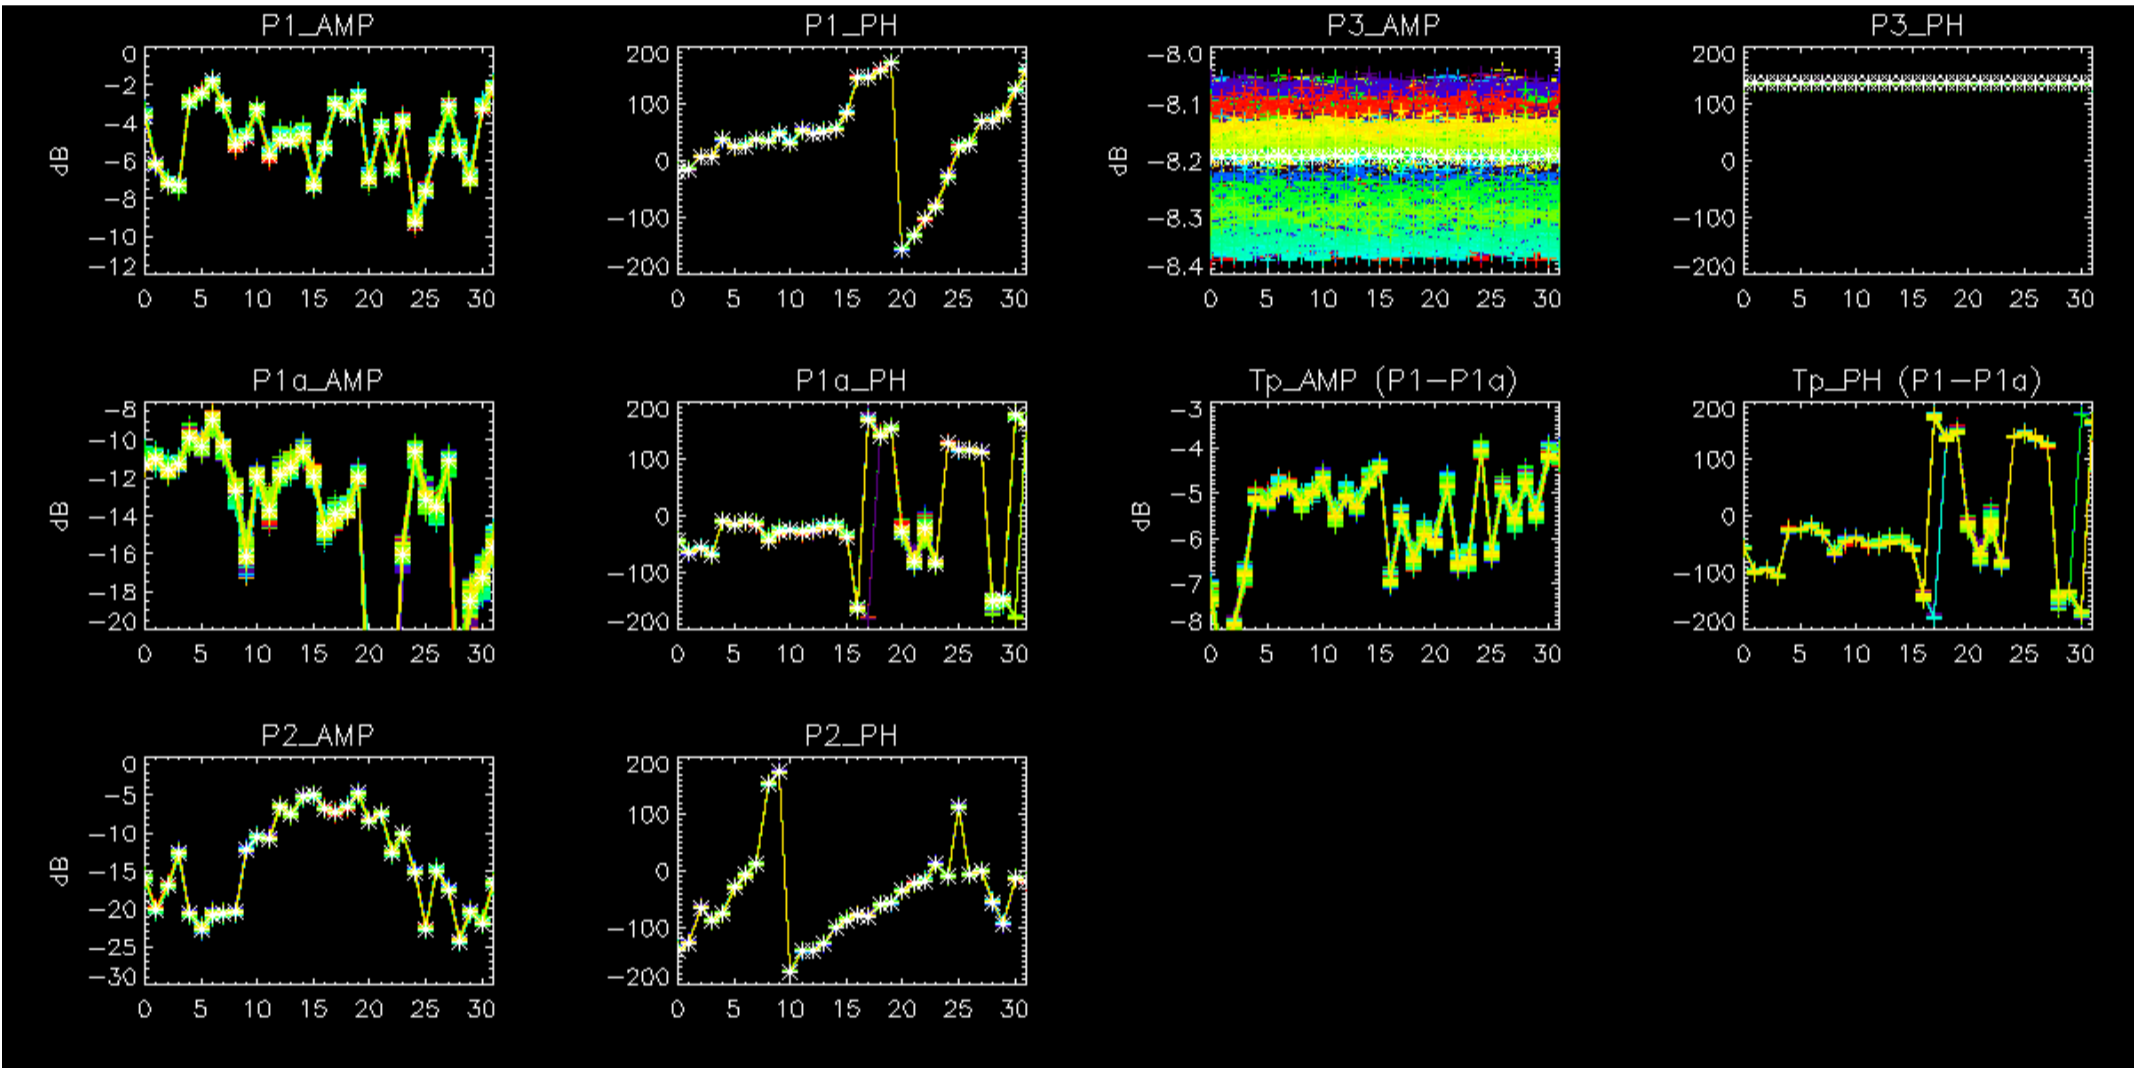 P1_AMP P1_PH P3_AMP P3_PH
0 200 -8.0 200
-2
-4 100 -8.1 100
dB -6 0 dB -8.2 0
-8 -100 -8.3 -100
-10
-12 -200 -8.4 -200
0 5 10 15 20 25 30 0 5 10 15 20 25 30 0 5 10 15 20 25 30 0 5 10 15 20 25 30
P1a_AMP P1a_PH Tp_AMP (P1-P1a) Tp_PH (P1-P1a)
-8 200 -3 200
-10 100 -4 100
-12
dB -14 0 dB -5 0
-16 -100 -6 -100
-18 -7
-20 -200 -8 -200
0 5 10 15 20 25 30 0 5 10 15 20 25 30 0 5 10 15 20 25 30 0 5 10 15 20 25 30
P2_AMP P2_PH
0 200
-5 100
-10
dB -15 0
-20 -100
-25
-30 -200
0 5 10 15 20 25 30 0 5 10 15 20 25 30